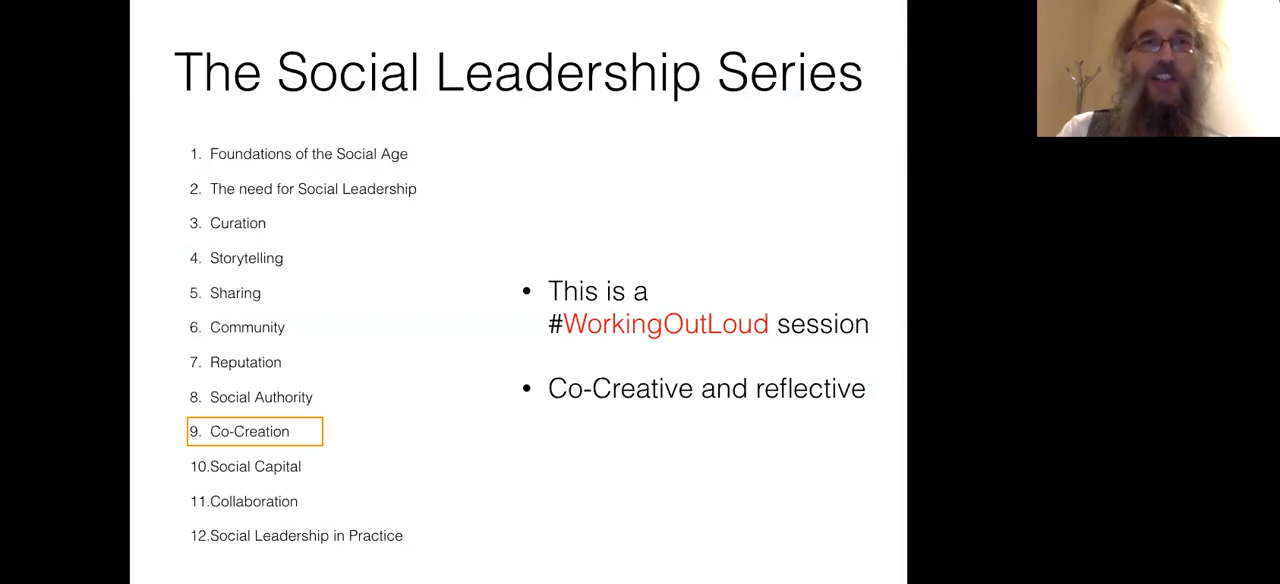 The Social Leadership Series
1. Foundations of the Social Age
2. The need for Social Leadership
3. Curation
4. Storytelling
5. Sharing
6. Community
7. Reputation
8. Social Authority
9. Co-Creation
10.Social Capital
11.Collaboration
12.Social Leadership in Practice
• This is a
#WorkingOutLoud session
• Co-Creative and reflective